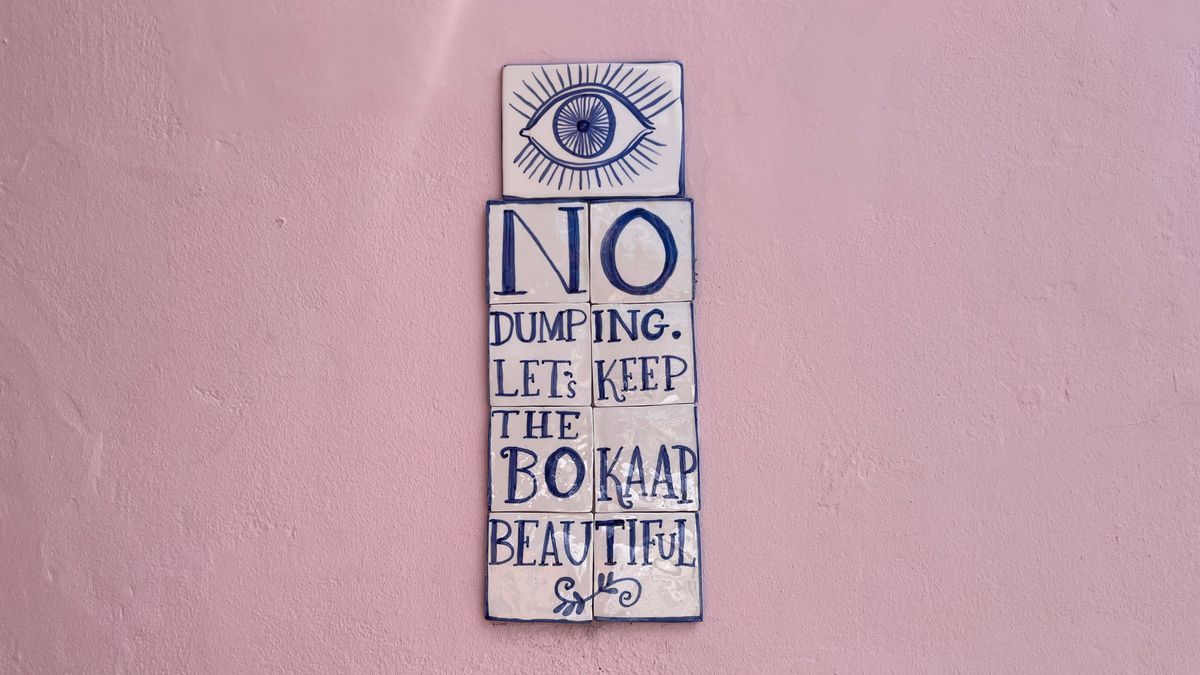 NO
DUMPING.
LET's KEEP
THE
BO KAAP
BEAUTIFUL